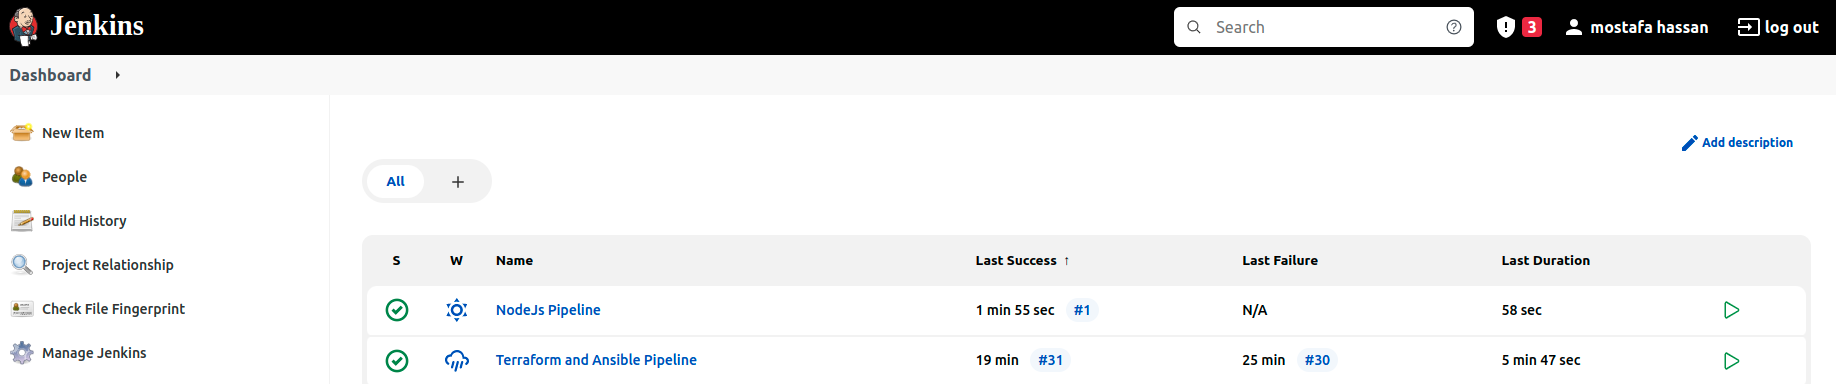 Jenkins
Search
3
mostafa hassan
log out
Dashboard
New Item
People
Build History
Project Relationship
Check File Fingerprint
Manage Jenkins
Add description
All +
S W Name Last Success ↑ Last Failure Last Duration
NodeJs Pipeline 1 min 55 sec #1 N/A 58 sec
Terraform and Ansible Pipeline 19 min #31 25 min #30 5 min 47 sec